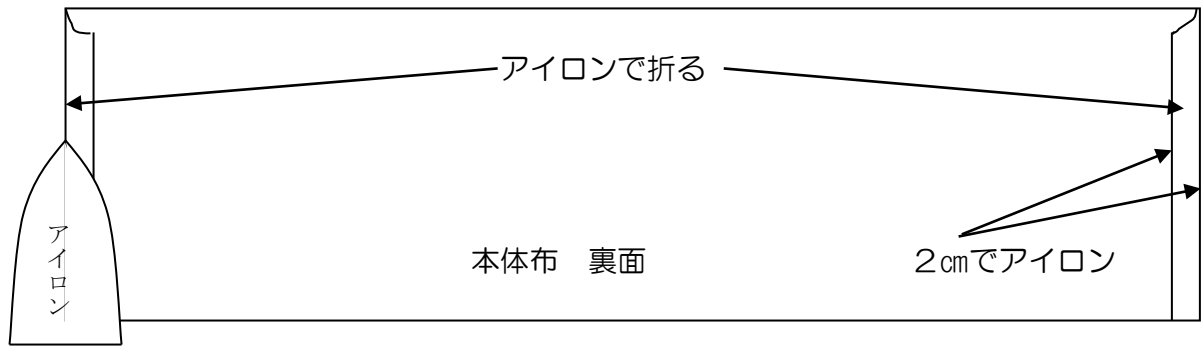 アイロンで折る
アイロン
本体布　裏面
２㎝でアイロン